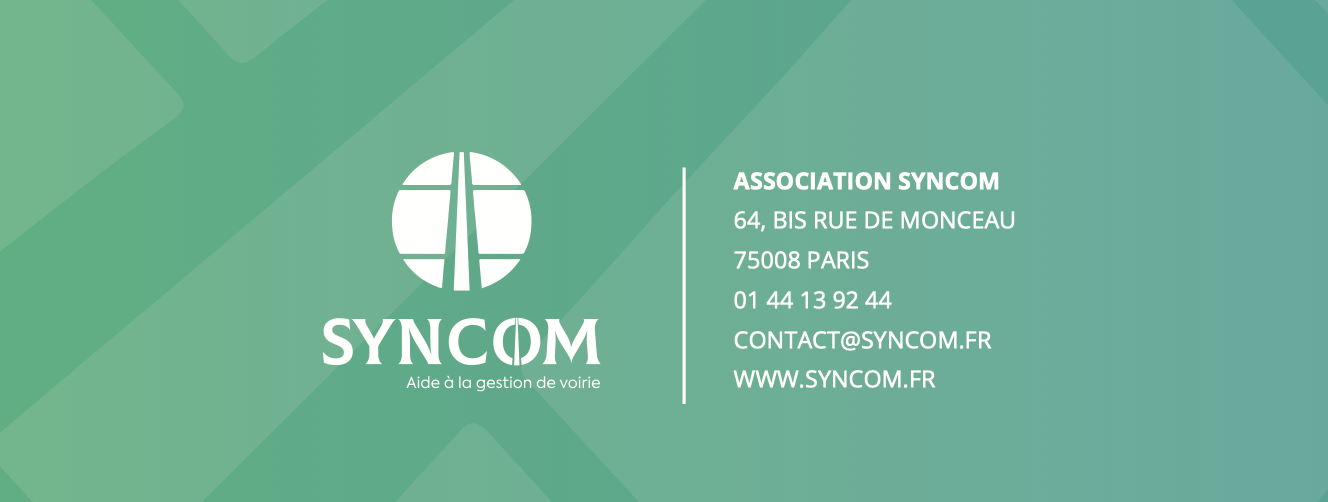 SYNCOM
Aide à la gestion de voirie
ASSOCIATION SYNCOM
64, BIS RUE DE MONCEAU
75008 PARIS
01 44 13 92 44
CONTACT@SYNCOM.FR
WWW.SYNCOM.FR